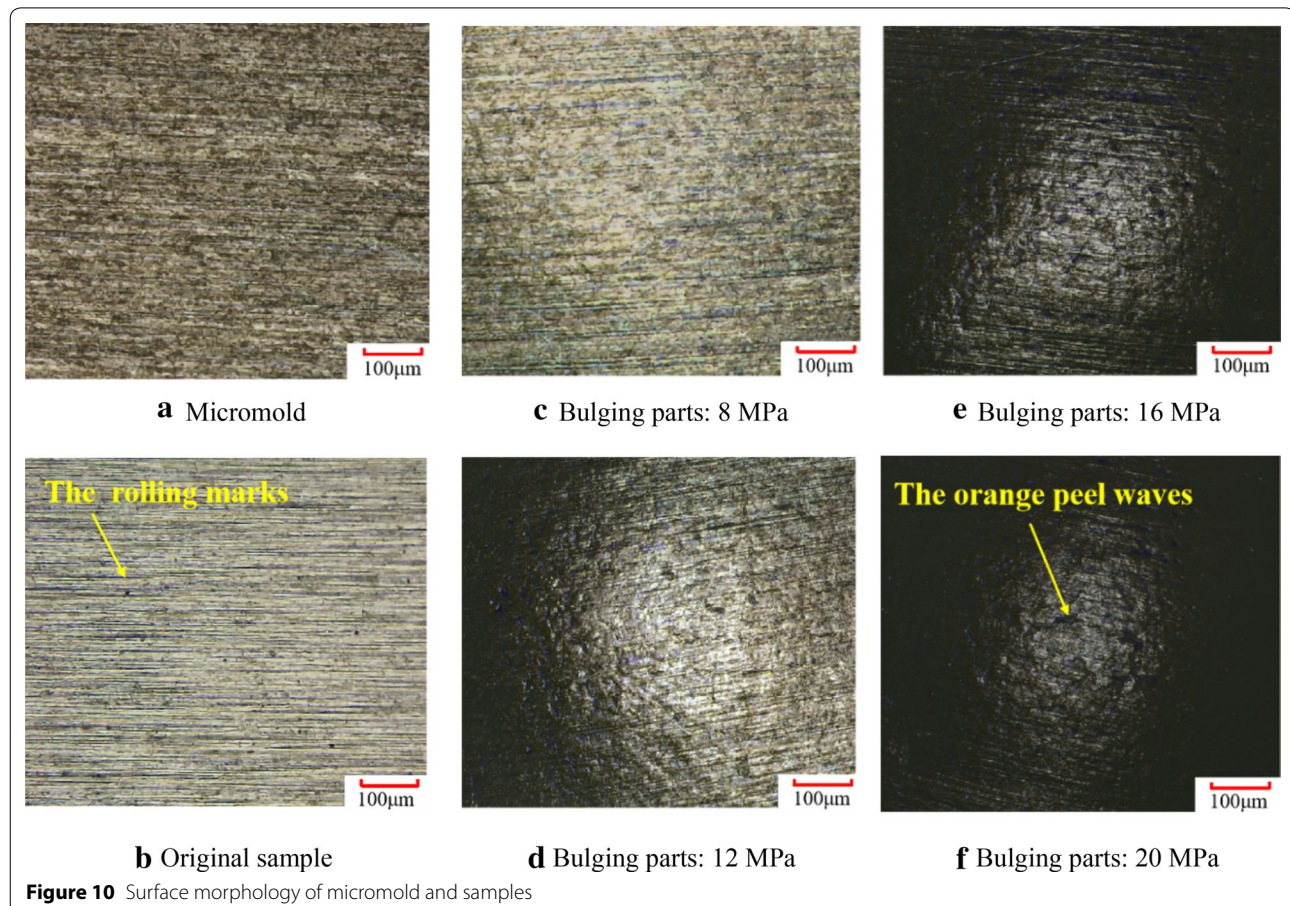 100μm
a Micromold
100μm
c Bulging parts: 8 MPa
100μm
e Bulging parts: 16 MPa
The rolling marks
100μm
b Original sample
100μm
d Bulging parts: 12 MPa
The orange peel waves
100μm
f Bulging parts: 20 MPa
Figure 10 Surface morphology of micromold and samples